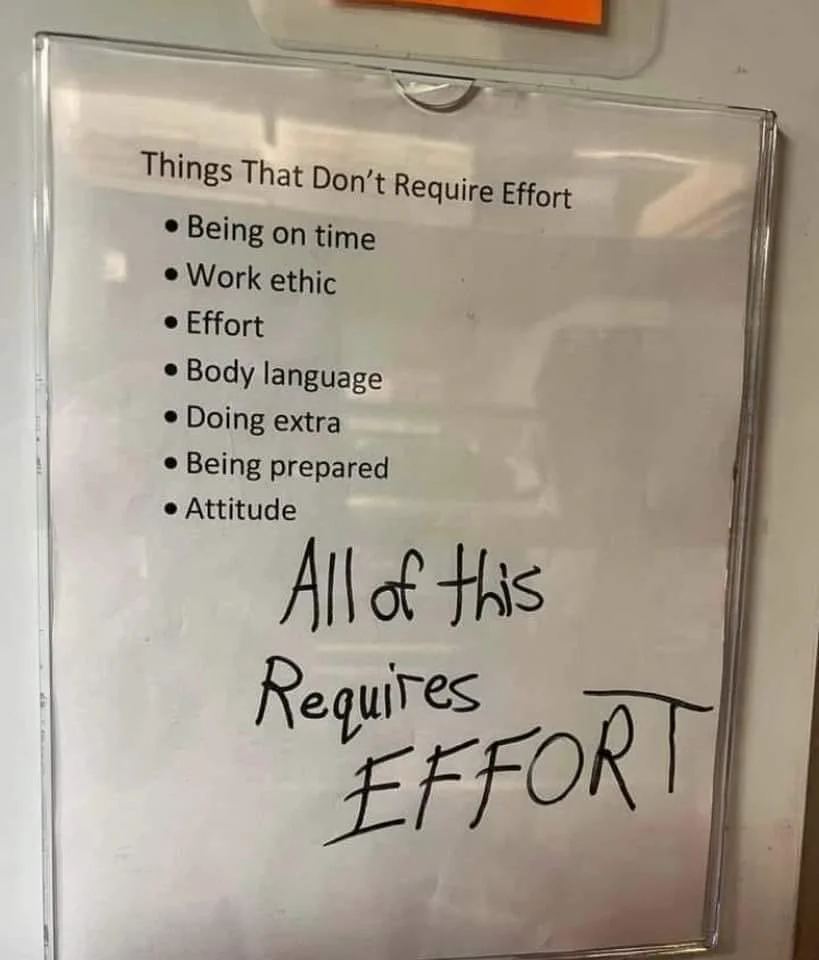 Things That Don't Require Effort
• Being on time
• Work ethic
• Effort
• Body language
• Doing extra
• Being prepared
• Attitude
All of this
Requires
EFFORT